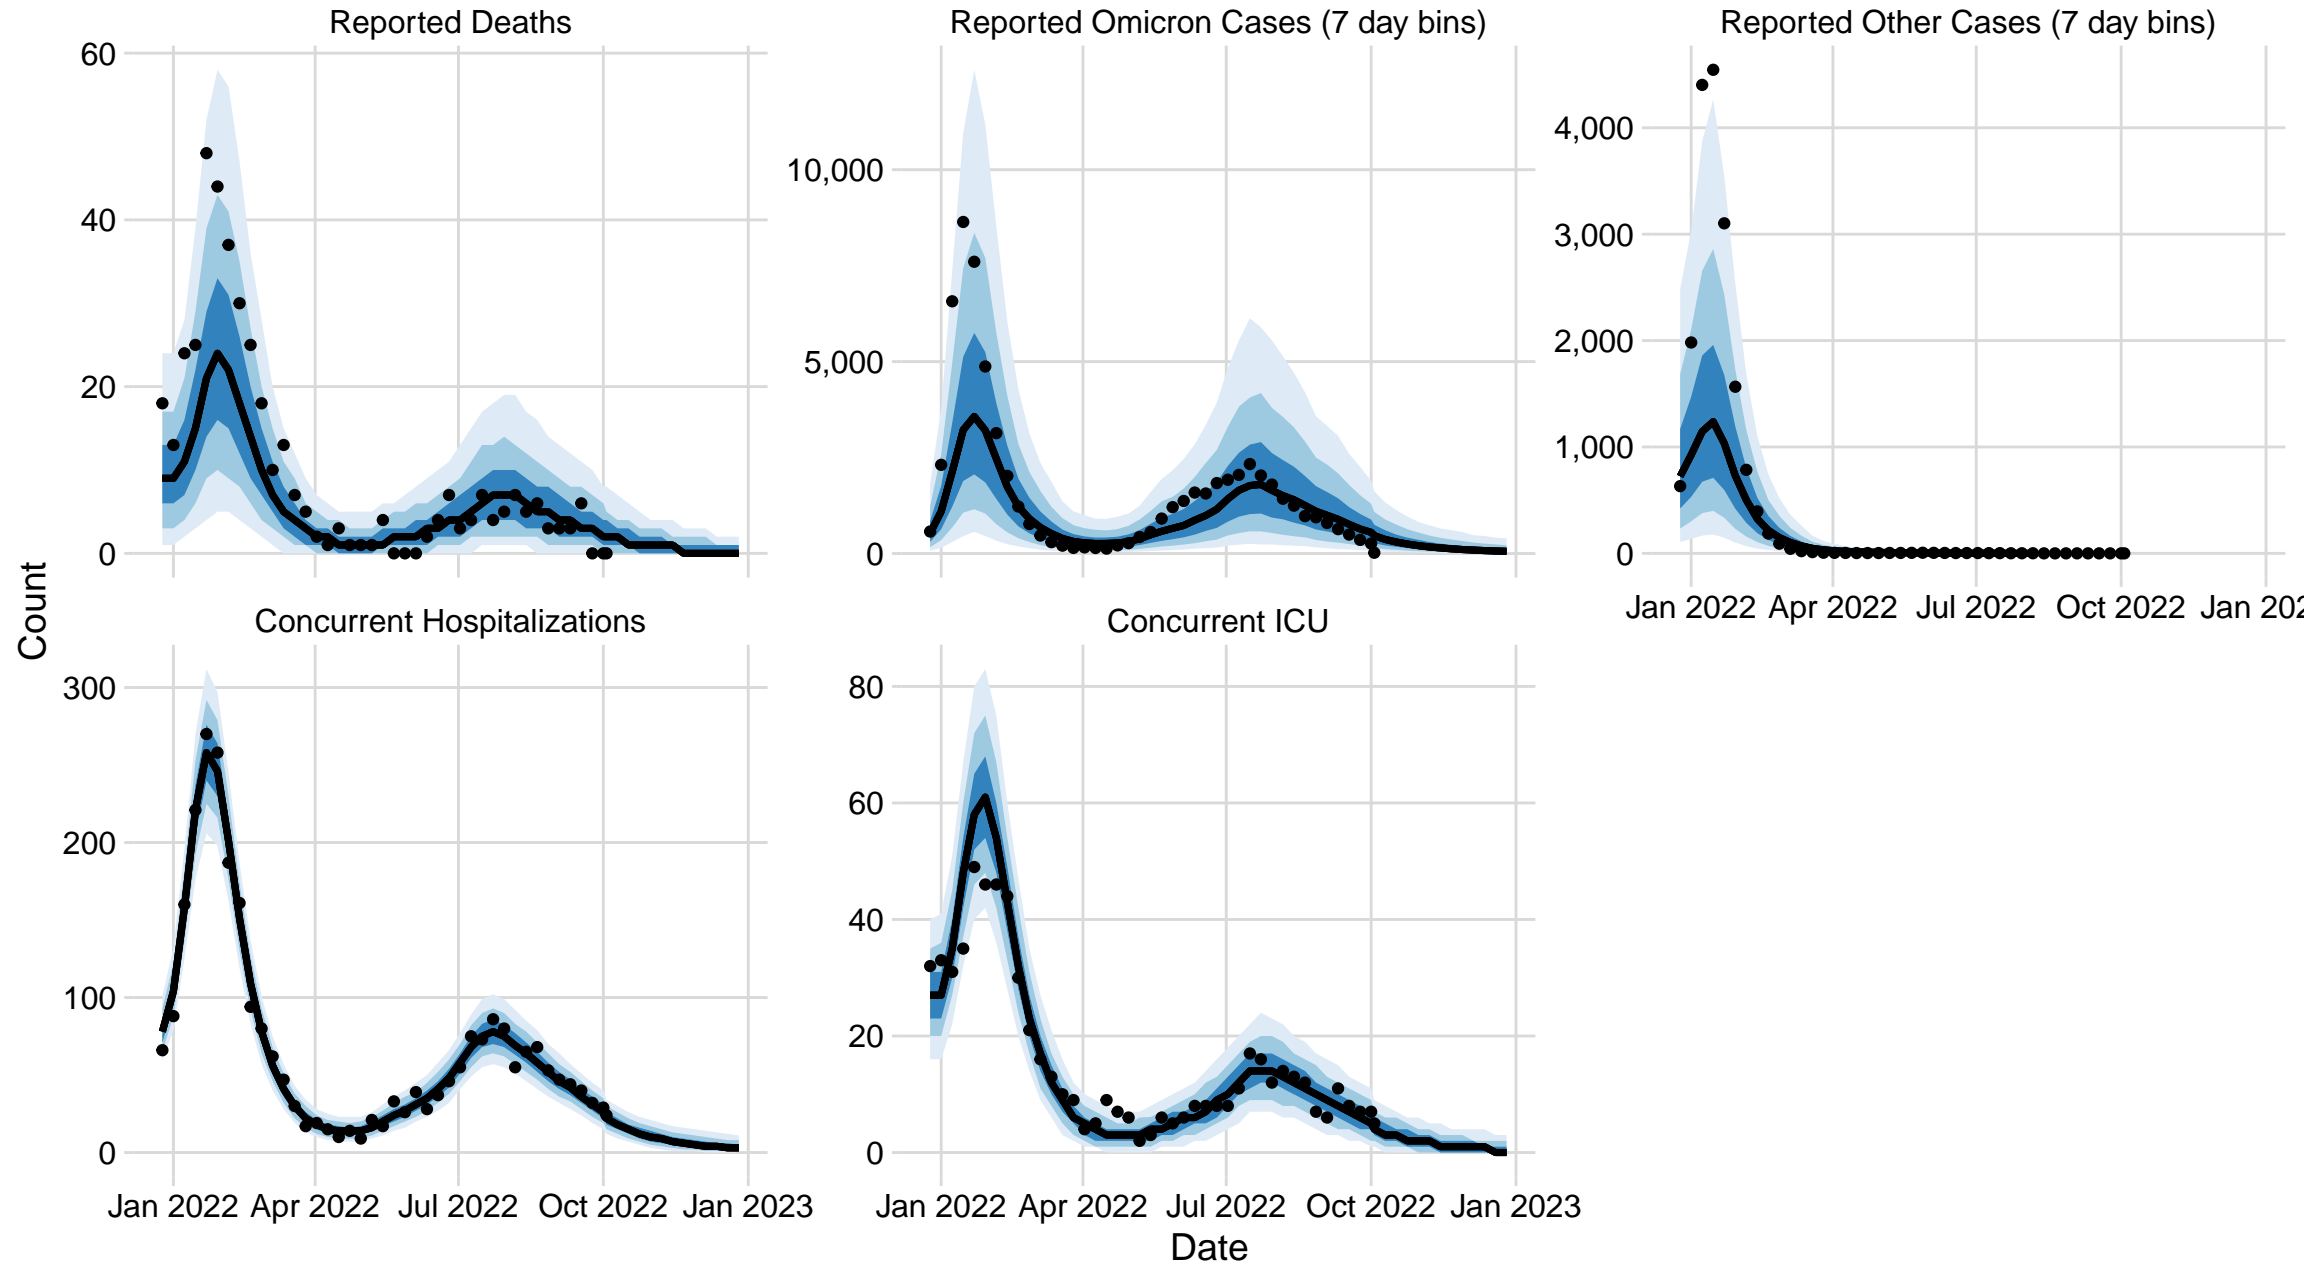 Reported Deaths
Reported Omicron Cases (7 day bins)
Reported Other Cases (7 day bins)
60
40
20
0
10,000
5,000
0
4,000
3,000
2,000
1,000
0
Jan 2022 Apr 2022 Jul 2022 Oct 2022 Jan 202
Count
Concurrent Hospitalizations
Concurrent ICU
300
200
100
0
80
60
40
20
0
Jan 2022 Apr 2022 Jul 2022 Oct 2022 Jan 2023
Jan 2022 Apr 2022 Jul 2022 Oct 2022 Jan 2023
Date